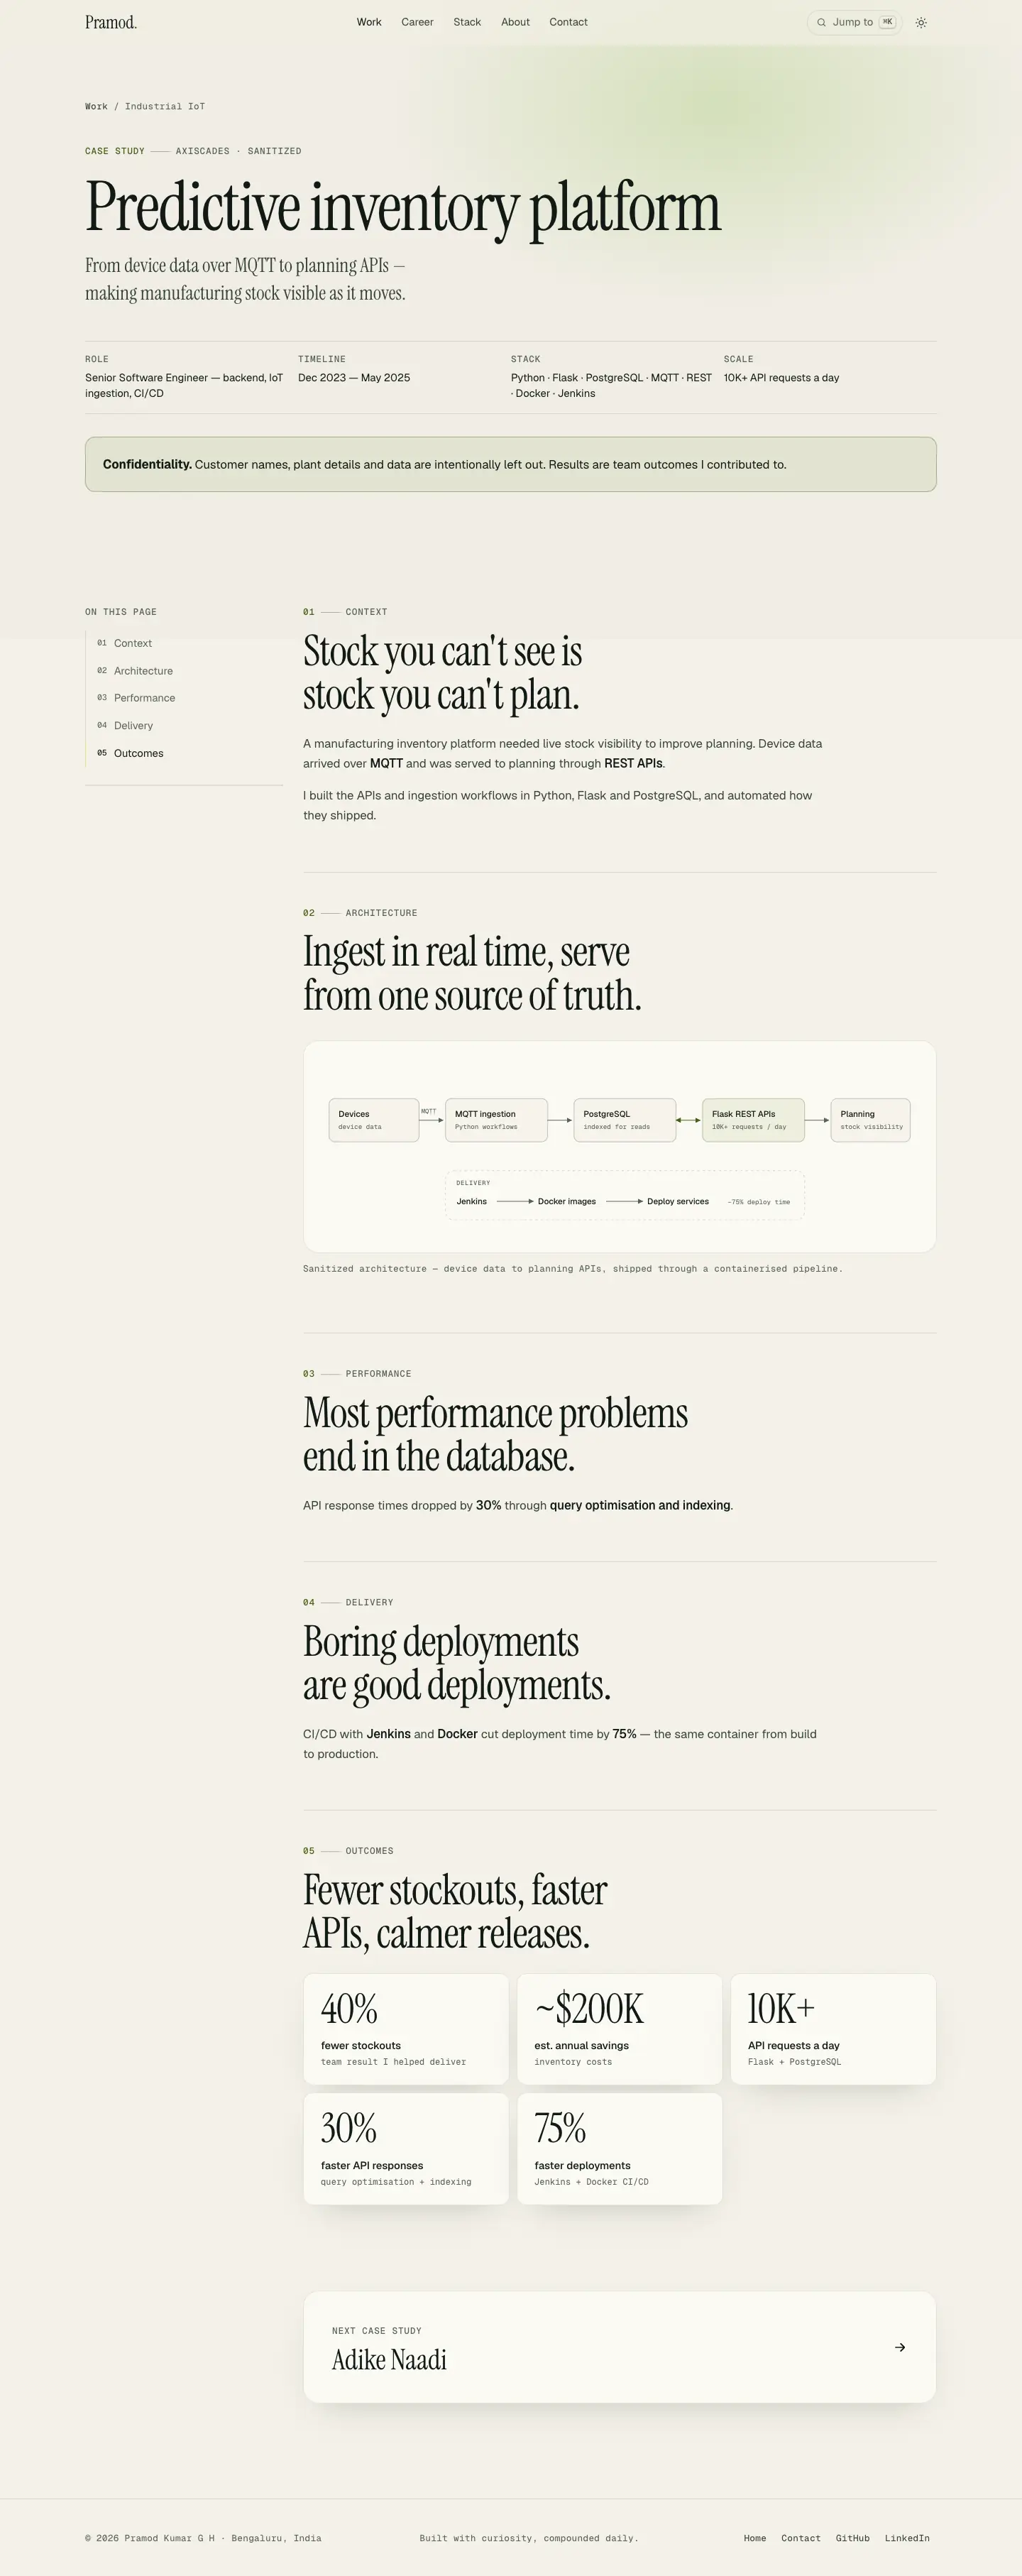 Pramod.
Work
Career
Stack
About
Contact
Jump to ⌘K
Work / Industrial IoT
CASE STUDY — AXISCADES · SANITIZED
Predictive inventory platform
From device data over MQTT to planning APIs —
making manufacturing stock visible as it moves.
ROLE
Senior Software Engineer — backend, IoT
ingestion, CI/CD
TIMELINE
Dec 2023 — May 2025
STACK
Python · Flask · PostgreSQL · MQTT · REST
· Docker · Jenkins
SCALE
10K+ API requests a day
Confidentiality. Customer names, plant details and data are intentionally left out. Results are team outcomes I contributed to.
ON THIS PAGE
01 Context
02 Architecture
03 Performance
04 Delivery
05 Outcomes
01 — CONTEXT
Stock you can't see is
stock you can't plan.
A manufacturing inventory platform needed live stock visibility to improve planning. Device data
arrived over MQTT and was served to planning through REST APIs.
I built the APIs and ingestion workflows in Python, Flask and PostgreSQL, and automated how
they shipped.
02 — ARCHITECTURE
Ingest in real time, serve
from one source of truth.
Devices
device data
MQTT
MQTT ingestion
Python workflows
PostgreSQL
indexed for reads
Flask REST APIs
10K+ requests / day
Planning
stock visibility
DELIVERY
Jenkins
Docker images
Deploy services
−75% deploy time
Sanitized architecture — device data to planning APIs, shipped through a containerised pipeline.
03 — PERFORMANCE
Most performance problems
end in the database.
API response times dropped by 30% through query optimisation and indexing.
04 — DELIVERY
Boring deployments
are good deployments.
CI/CD with Jenkins and Docker cut deployment time by 75% — the same container from build
to production.
05 — OUTCOMES
Fewer stockouts, faster
APIs, calmer releases.
40%
fewer stockouts
team result I helped deliver
~$200K
est. annual savings
inventory costs
10K+
API requests a day
Flask + PostgreSQL
30%
faster API responses
query optimisation + indexing
75%
faster deployments
Jenkins + Docker CI/CD
NEXT CASE STUDY
Adike Naadi
© 2026 Pramod Kumar G H · Bengaluru, India
Built with curiosity, compounded daily.
Home
Contact
GitHub
LinkedIn